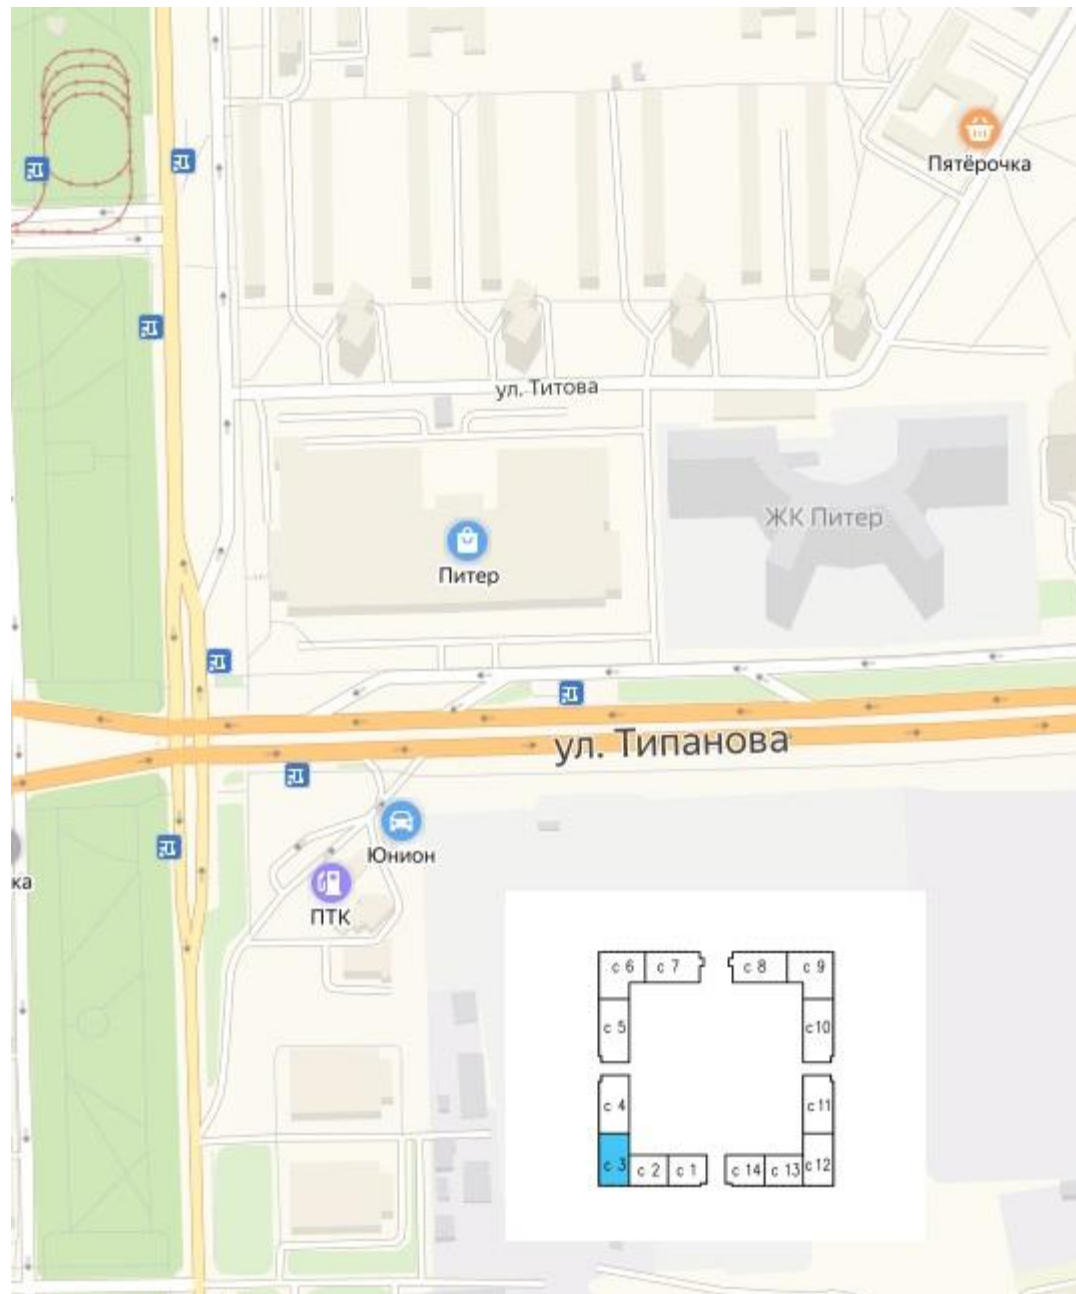 Пятёрочка
ул. Титова
ЖК Питер
Питер
ул. Типанова
Юнион
ка
ПТК
с 6 с 7 с 8 с 9
с 5 с10
с 4 с11
с 3 с 2 с 1 с 14 с 13 с12